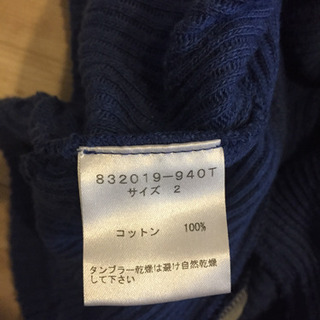 832019-940T
サイズ 2
コットン 100%
タンブラー乾燥は避け自然乾燥
して下さい